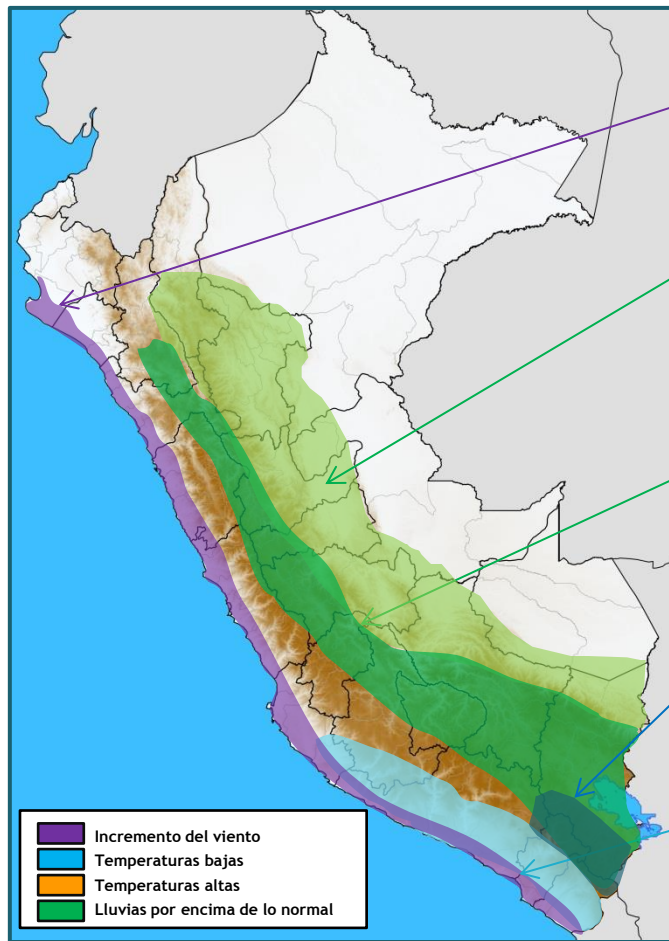 Incremento del viento
Temperaturas bajas
Temperaturas altas
Lluvias por encima de lo normal